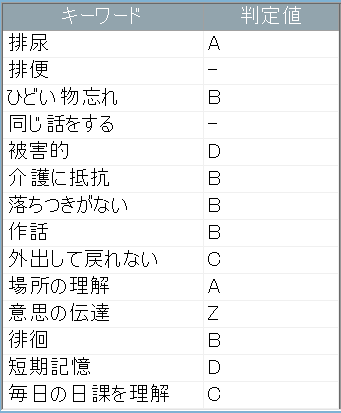 キーワード 判定値
排尿 A
排便 -
ひどい物忘れ B
同じ話をする -
被害的 D
介護に抵抗 B
落ちつきがない B
作話 B
外出して戻れない C
場所の理解 A
意思の伝達 Z
徘徊 B
短期記憶 D
毎日の日課を理解 C